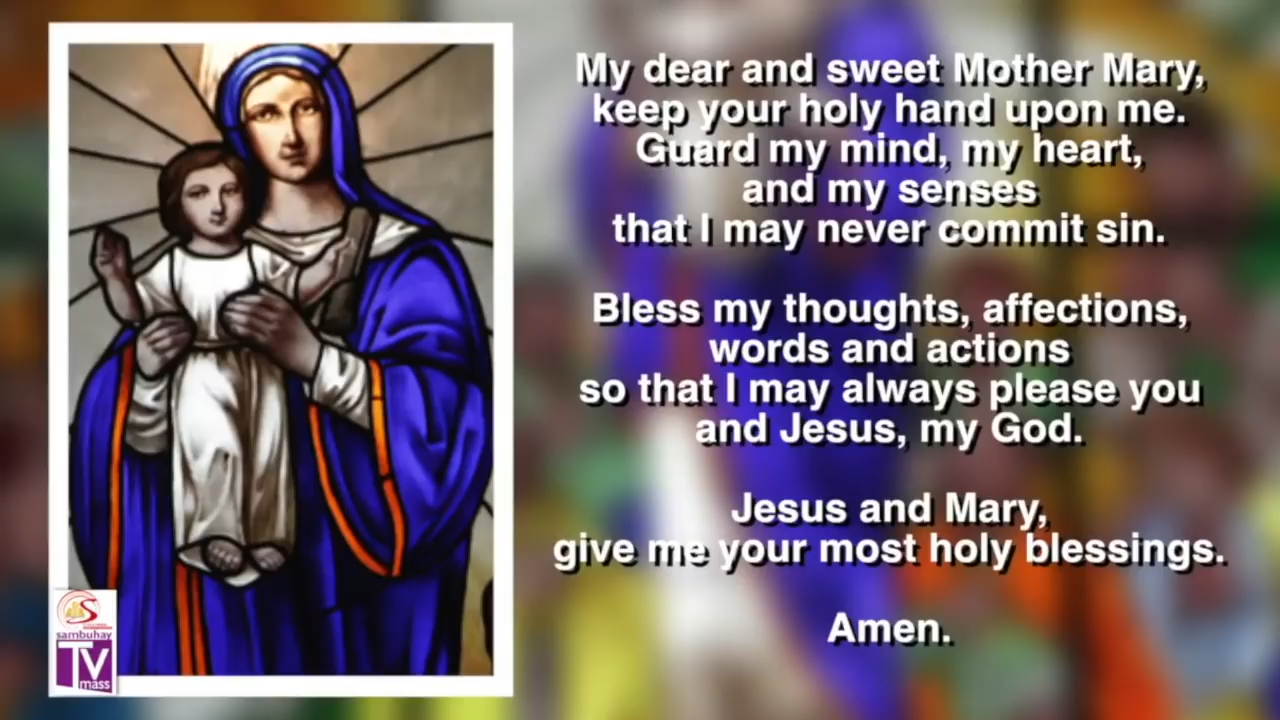 My dear and sweet Mother Mary,
keep your holy hand upon me.
Guard my mind, my heart,
and my senses
that I may never commit sin.
Bless my thoughts, affections,
words and actions
so that I may always please you
and Jesus, my God.
Jesus and Mary,
give me your most holy blessings.
Amen.
sambuhay
TV
mass